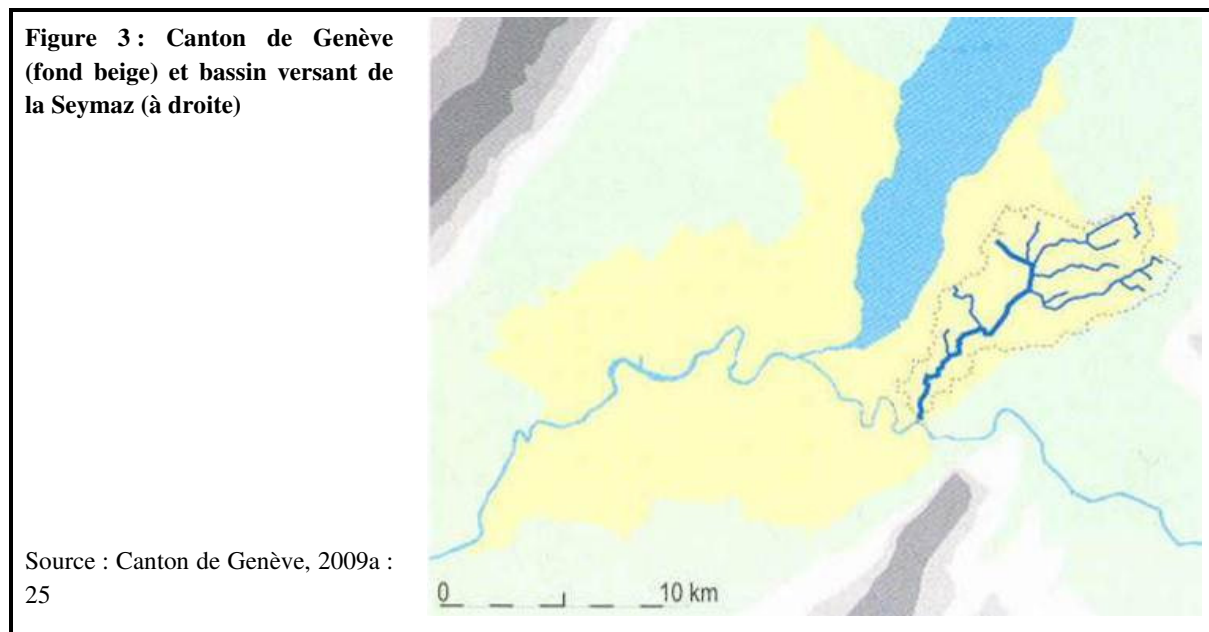 Figure 3 : Canton de Genève
(fond beige) et bassin versant de
la Seymaz (à droite)
Source : Canton de Genève, 2009a :
25
0 10 km